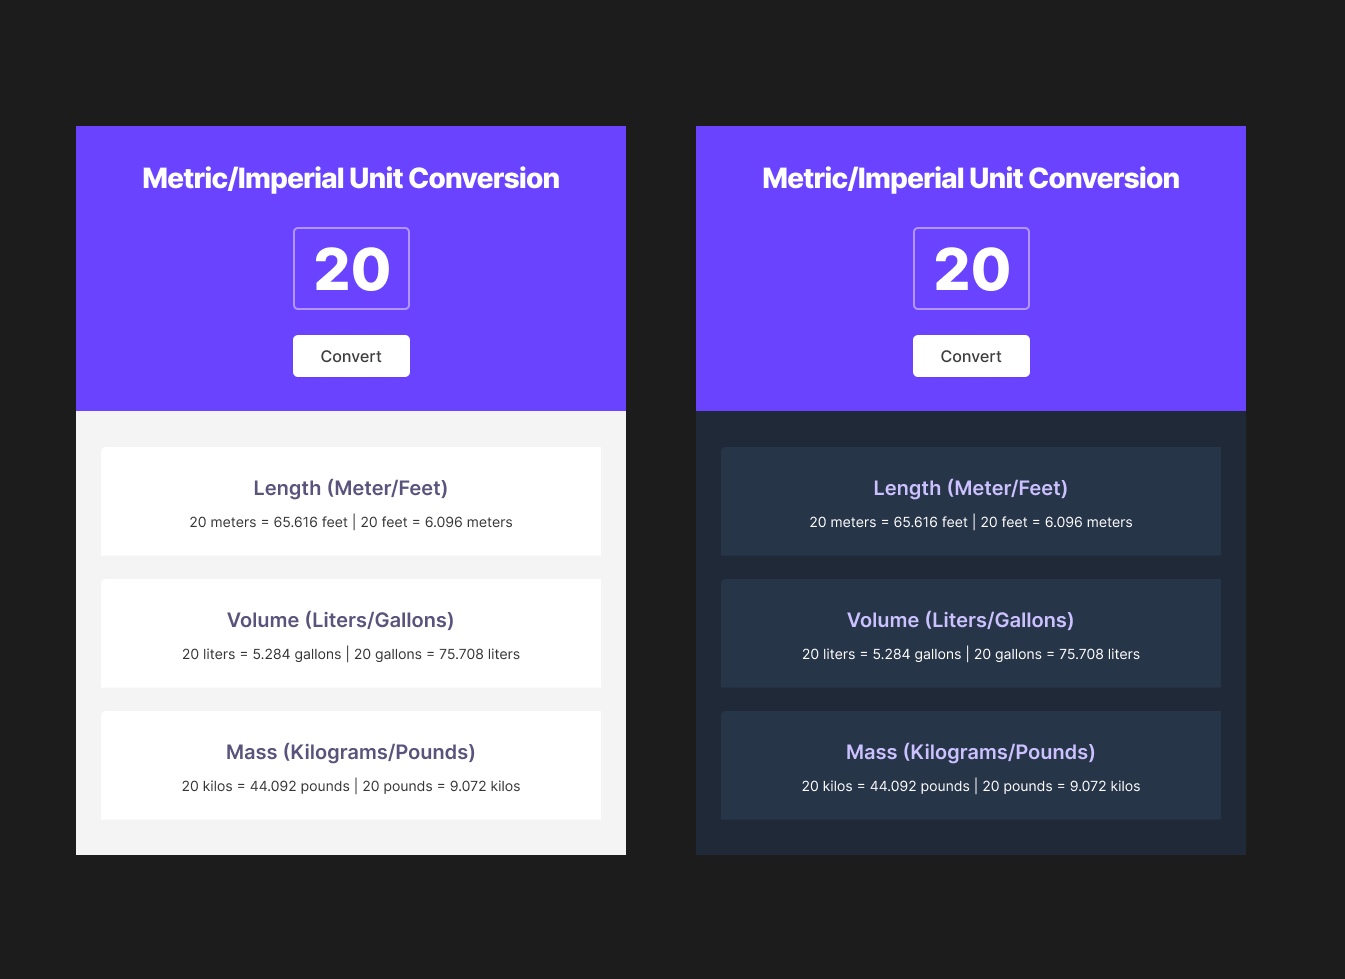 Metric/Imperial Unit Conversion
20
Convert
Length (Meter/Feet)
20 meters = 65.616 feet | 20 feet = 6.096 meters
Volume (Liters/Gallons)
20 liters = 5.284 gallons | 20 gallons = 75.708 liters
Mass (Kilograms/Pounds)
20 kilos = 44.092 pounds | 20 pounds = 9.072 kilos
Metric/Imperial Unit Conversion
20
Convert
Length (Meter/Feet)
20 meters = 65.616 feet | 20 feet = 6.096 meters
Volume (Liters/Gallons)
20 liters = 5.284 gallons | 20 gallons = 75.708 liters
Mass (Kilograms/Pounds)
20 kilos = 44.092 pounds | 20 pounds = 9.072 kilos